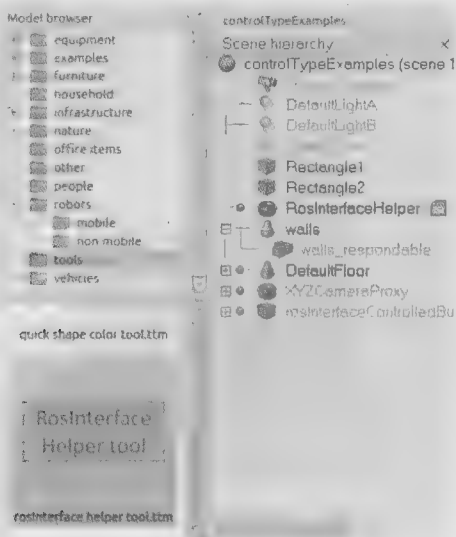 Model browser
equipment
examples
furniture
household
infrastructure
nature
office items
other
people
robots
mobile
non mobile
tools
vehicles
quick shape color tool.ttm
RosInterface
Helper tool
rosInterface helper tool.ttm
controlTypeExamples
Scene hierarchy
controlTypeExamples (scene 1
DefaultLightA
DefaultLightB
Rectangle1
Rectangle2
RosInterfaceHelper
walls
walls_respondable
DefaultFloor
XYZCameraProxy
rosInterfaceControlledBu